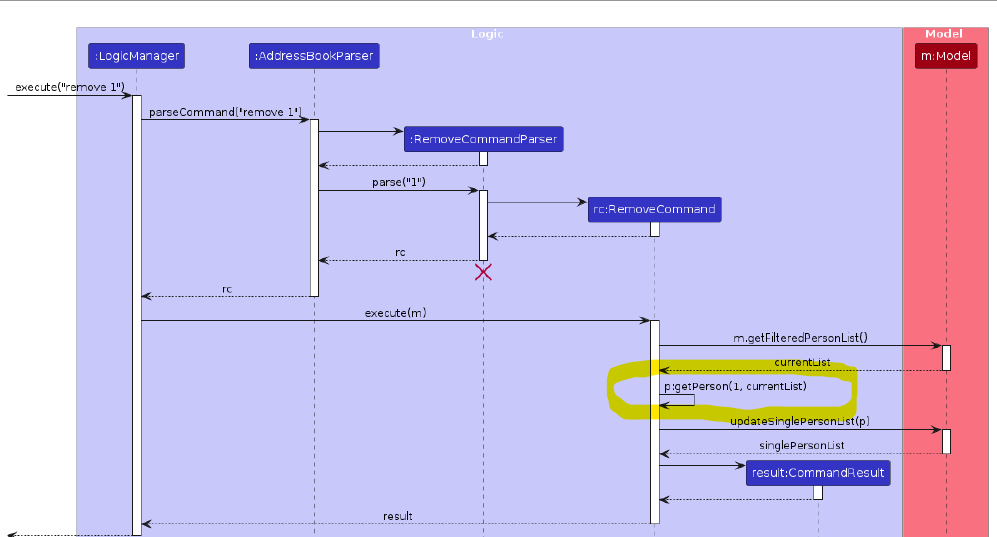 Logic
Model
:LogicManager
:AddressBookParser
m:Model
execute("remove 1")
parseCommand("remove 1")
:RemoveCommandParser
parse("1")
rc:RemoveCommand
rc
rc
execute(m)
m.getFilteredPersonList()
currentList
p:getPerson(1, currentList)
updateSinglePersonList(p)
singlePersonList
result:CommandResult
result